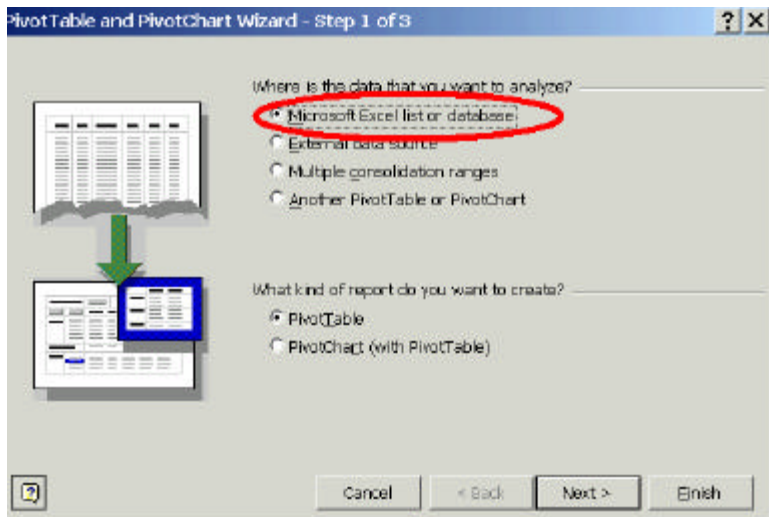 PivotTable and PivotChart Wizard - Step 1 of 3
Where is the data that you want to analyze?
Microsoft Excel list or database
External data source
Multiple consolidation ranges
Another PivotTable or PivotChart
What kind of report do you want to create?
PivotTable
PivotChart (with PivotTable)
Cancel
< Back
Next >
Finish